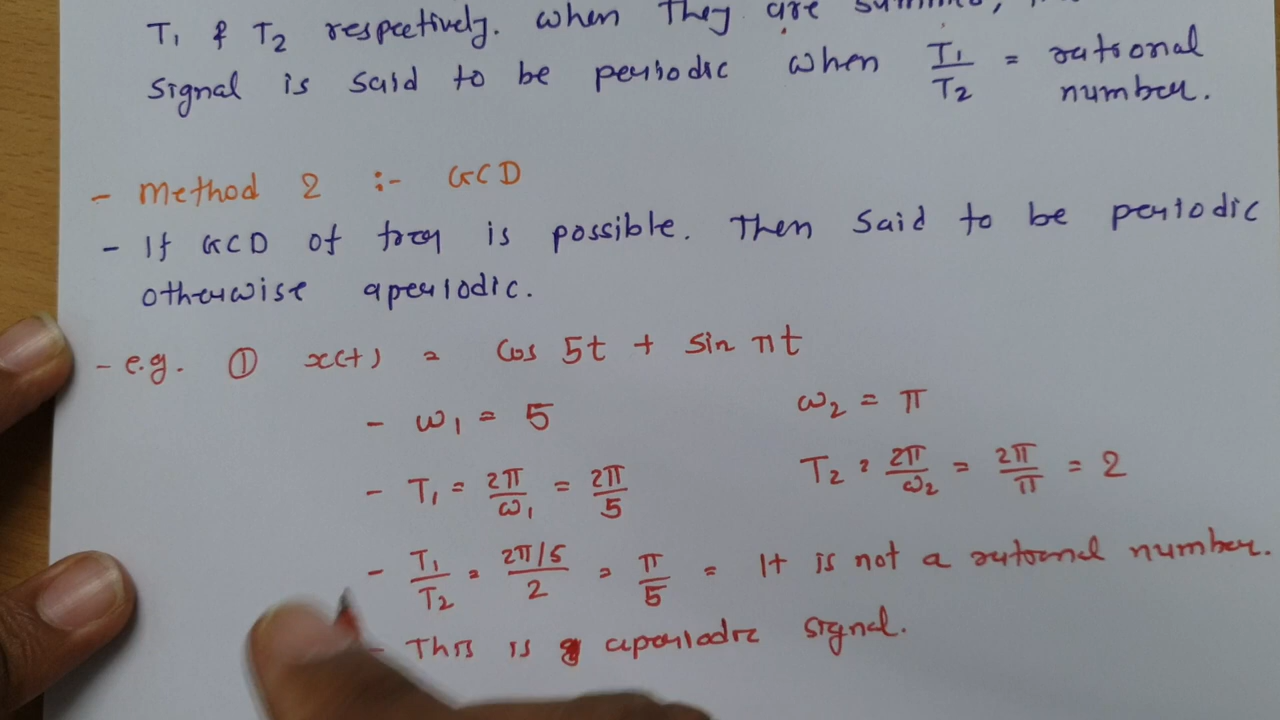 T₁ & T₂ respectively. When they are
signal is said to be periodic when T₁/T₂ = rational number.
- Method 2 :- GCD
- If GCD of freq is possible. Then said to be periodic
otherwise aperiodic.
- e.g. ① x(t) = cos 5t + sin πt
- ω₁ = 5 ω₂ = π
- T₁ = 2π/ω₁ = 2π/5 T₂ = 2π/ω₂ = 2π/π = 2
- T₁/T₂ = 2π/5/2 = π/5 = It is not a rational number.
- This is aperiodic signal.